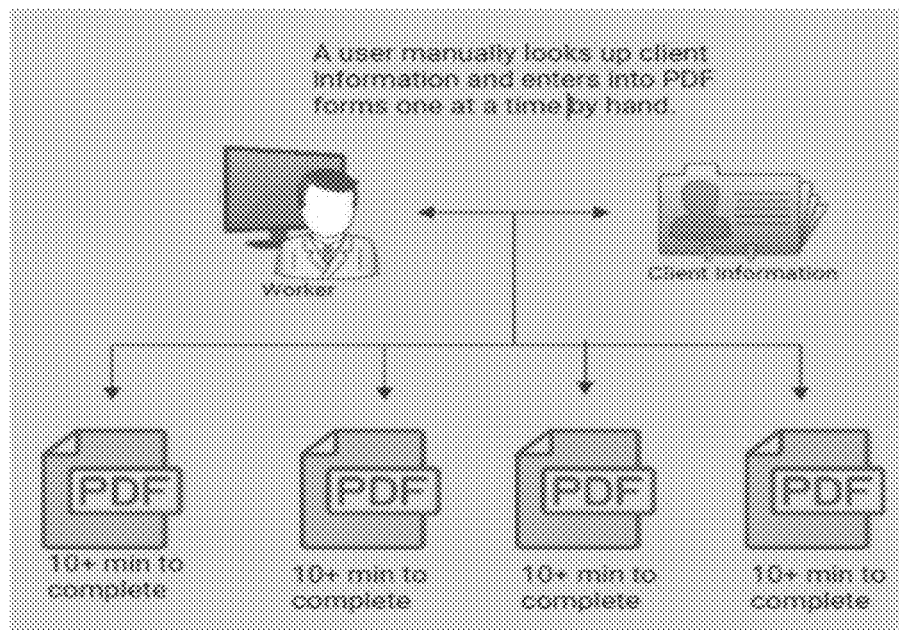 A user manually looks up client
information and enters into PDF
forms one at a time by hand
Worker
Client Information
PDF
PDF
PDF
PDF
10+ min to
complete
10+ min to
complete
10+ min to
complete
10+ min to
complete